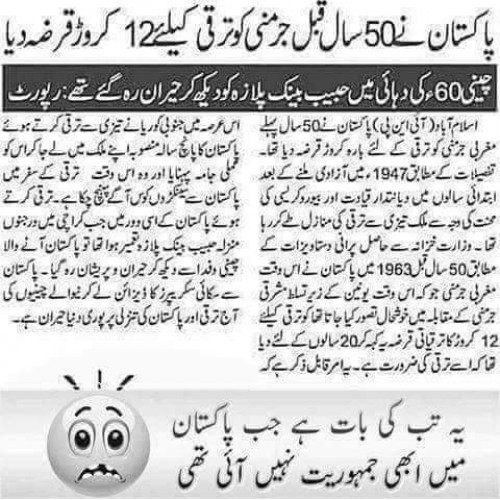 پاکستان نے 50 سال قبل جرمنی کو ترقی کیلئے 12 کروڑ قرضہ دیا
چینی 60ء کی دہائی میں حبیب بینک پلازہ کو دیکھ کر حیران رہ گئے تھے: رپورٹ
اسلام آباد (آئی این پی) پاکستان نے 50 سال پہلے
مغربی جرمنی کو ترقی کے لئے بارہ کروڑ قرضہ دیا تھا۔
تفصیلات کے مطابق 1947ء میں آزادی ملنے کے بعد
ابتدائی سالوں میں دیانتدار قیادت اور بیوروکریسی کی
محنت کی وجہ سے ملک تیزی سے ترقی کی منازل طے کر رہا
تھا۔ وزارت خزانہ سے حاصل پرانی دستاویزات کے
مطابق 50 سال قبل 1963ء میں پاکستان نے اس وقت
مغربی جرمنی جو کہ اس وقت یونین کے زیر تسلط مشرقی
جرمنی کے مقابلہ میں خوشحال تصور کیا جاتا تھا کو ترقی کیلئے
12 کروڑ کا ترقیاتی قرضہ یہ کہہ کر 20 سالوں کے لئے دیا
تھا کہ اسے ترقی کی ضرورت ہے۔ یہ امر قابل ذکر ہے کہ
اس عرصہ میں جنوبی کوریا نے تیزی سے ترقی کرتے ہوئے
پاکستان کا پانچ سالہ منصوبہ اپنے ملک میں لے جا کر اس کو
عملی جامہ پہنایا اور وہ اس وقت ترقی کے سفر میں
پاکستان سے سینکڑوں کوس آگے پہنچ چکا ہے۔ ترقی کرتے
ہوئے پاکستان کے اسی دور میں جب کراچی میں درجنوں
منزلہ حبیب بینک پلازہ تعمیر ہوا تھا تو پاکستان آنے والا
چینی وفد اسے دیکھ کر حیران و پریشان رہ گیا۔ پاکستان
سے سکائی سکریپرز کا ڈیزائن لے کر نیوالے چینیوں کی
آج ترقی اور پاکستان کی تنزلی پر پوری دنیا حیران ہے۔
یہ تب کی بات ہے جب پاکستان
میں ابھی جمہوریت نہیں آئی تھی